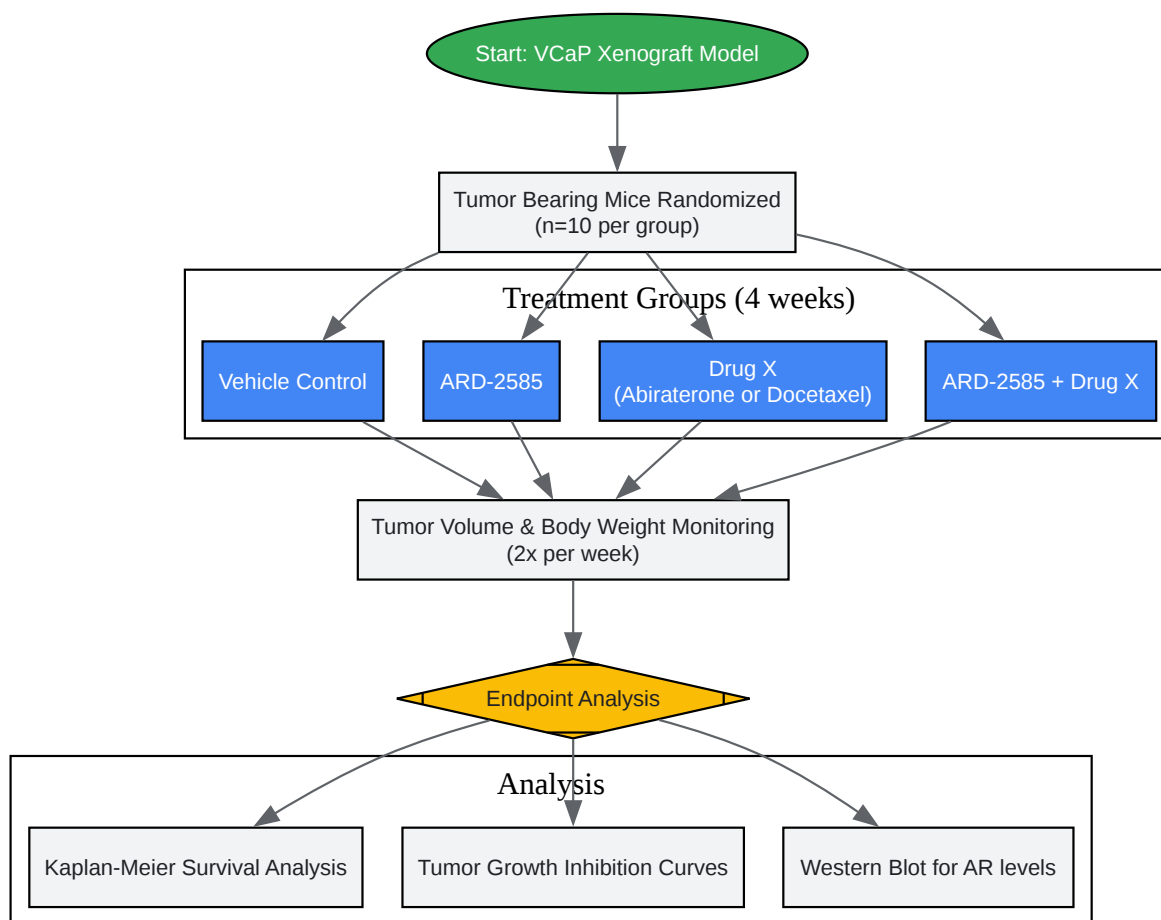 Start: VCaP Xenograft Model
Tumor Bearing Mice Randomized
(n=10 per group)
Treatment Groups (4 weeks)
Vehicle Control
ARD-2585
Drug X
(Abiraterone or Docetaxel)
ARD-2585 + Drug X
Tumor Volume & Body Weight Monitoring
(2x per week)
Endpoint Analysis
Analysis
Kaplan-Meier Survival Analysis
Tumor Growth Inhibition Curves
Western Blot for AR levels